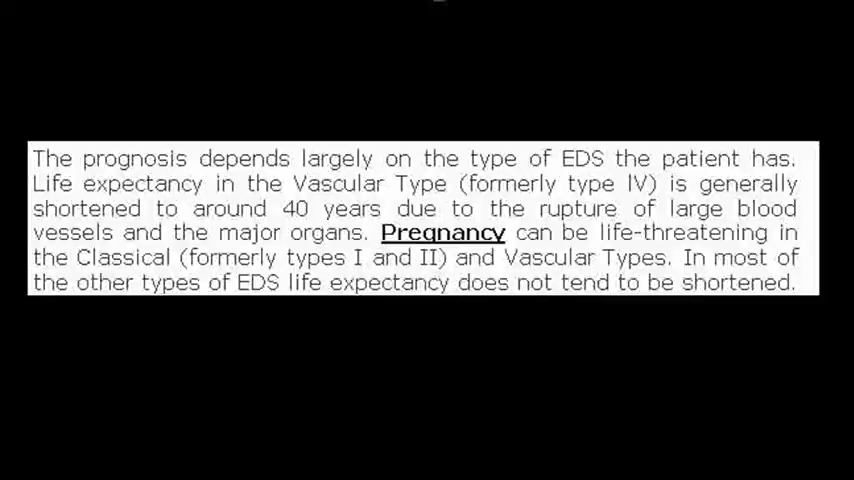 The prognosis depends largely on the type of EDS the patient has.
Life expectancy in the Vascular Type (formerly type IV) is generally
shortened to around 40 years due to the rupture of large blood
vessels and the major organs. Pregnancy can be life-threatening in
the Classical (formerly types I and II) and Vascular Types. In most of
the other types of EDS life expectancy does not tend to be shortened.